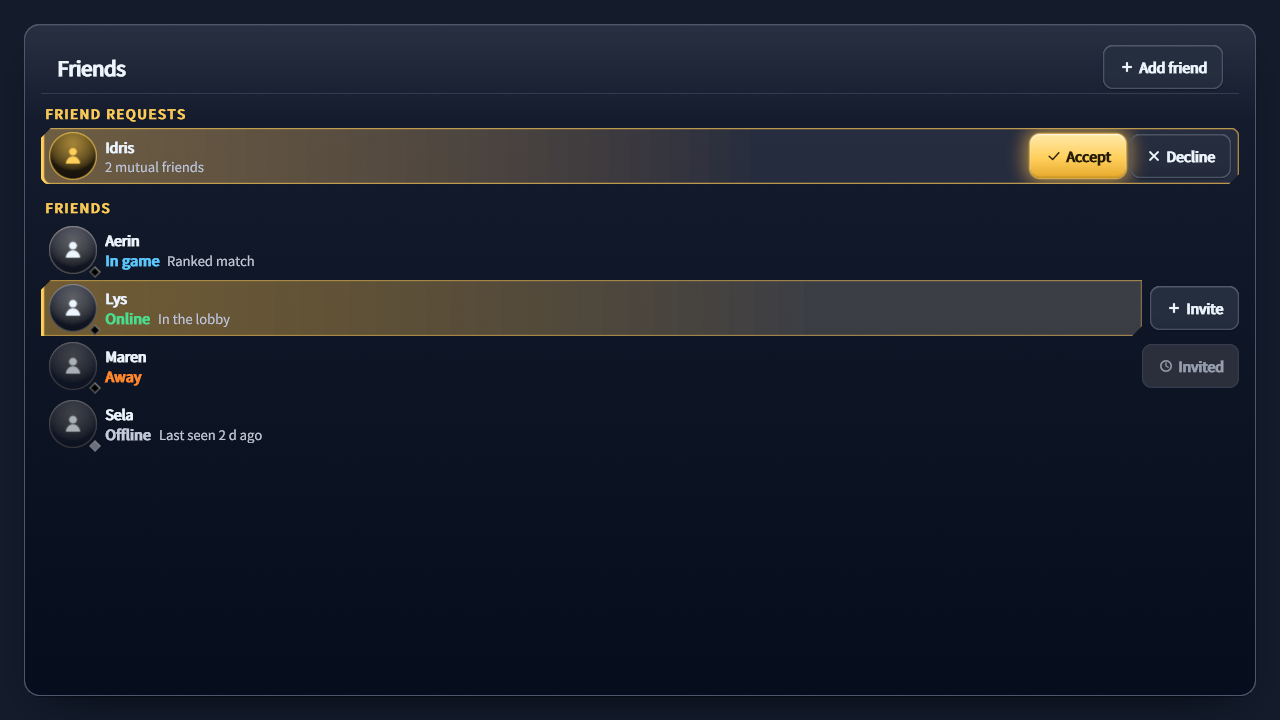 Friends
+ Add friend
FRIEND REQUESTS
Idris
2 mutual friends
Accept
Decline
FRIENDS
Aerin
In game Ranked match
Lys
Online In the lobby
+ Invite
Maren
Away
Invited
Sela
Offline Last seen 2 d ago